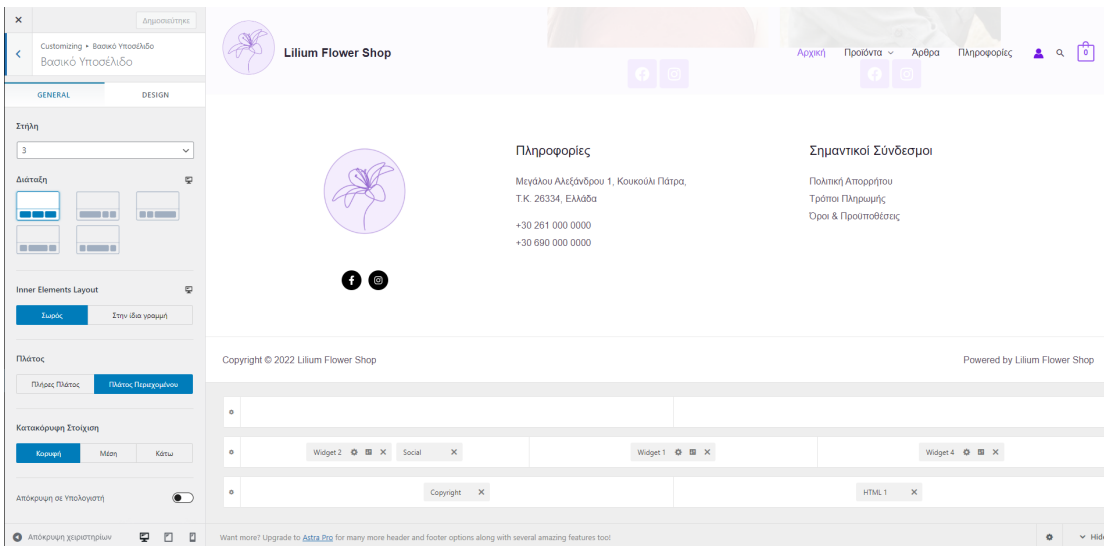 Δημοσιεύτηκε
Customizing ▸ Βασικό Υποσέλιδο
Βασικό Υποσέλιδο
GENERAL DESIGN
Στήλη
3
Διάταξη
Inner Elements Layout
Σωρός Στην ίδια γραμμή
Πλάτος
Πλήρες Πλάτος Πλάτος Περιεχομένου
Κατακόρυφη Στοίχιση
Κορυφή Μέση Κάτω
Απόκρυψη σε Υπολογιστή
Απόκρυψη χειριστηρίων
Lilium Flower Shop
Αρχική Προϊόντα Άρθρα Πληροφορίες 0
Πληροφορίες
Μεγάλου Αλεξάνδρου 1, Κουκούλι Πάτρα,
Τ.Κ. 26334, Ελλάδα
+30 261 000 0000
+30 690 000 0000
Σημαντικοί Σύνδεσμοι
Πολιτική Απορρήτου
Τρόποι Πληρωμής
Όροι & Προϋποθέσεις
Copyright © 2022 Lilium Flower Shop
Powered by Lilium Flower Shop
Widget 2 Social Widget 1 Widget 4
Copyright HTML 1
Want more? Upgrade to Astra Pro for many more header and footer options along with several amazing features too!
Hide